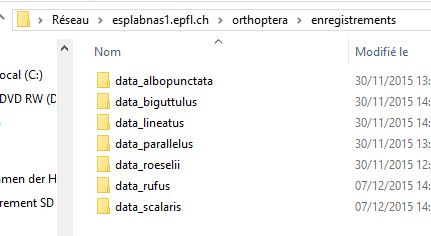 Réseau > esplabnas1.epfl.ch > orthoptera > enregistrements
Nom Modifié le
ocal (C:) data_albopunctata 30/11/2015 13:
DVD RW (D data_biguttulus 30/11/2015 14:
data_lineatus 30/11/2015 14:
data_parallelus 30/11/2015 13:
data_roeselii 30/11/2015 12:
men der H data_rufus 07/12/2015 14:
rement SD data_scalaris 07/12/2015 14: